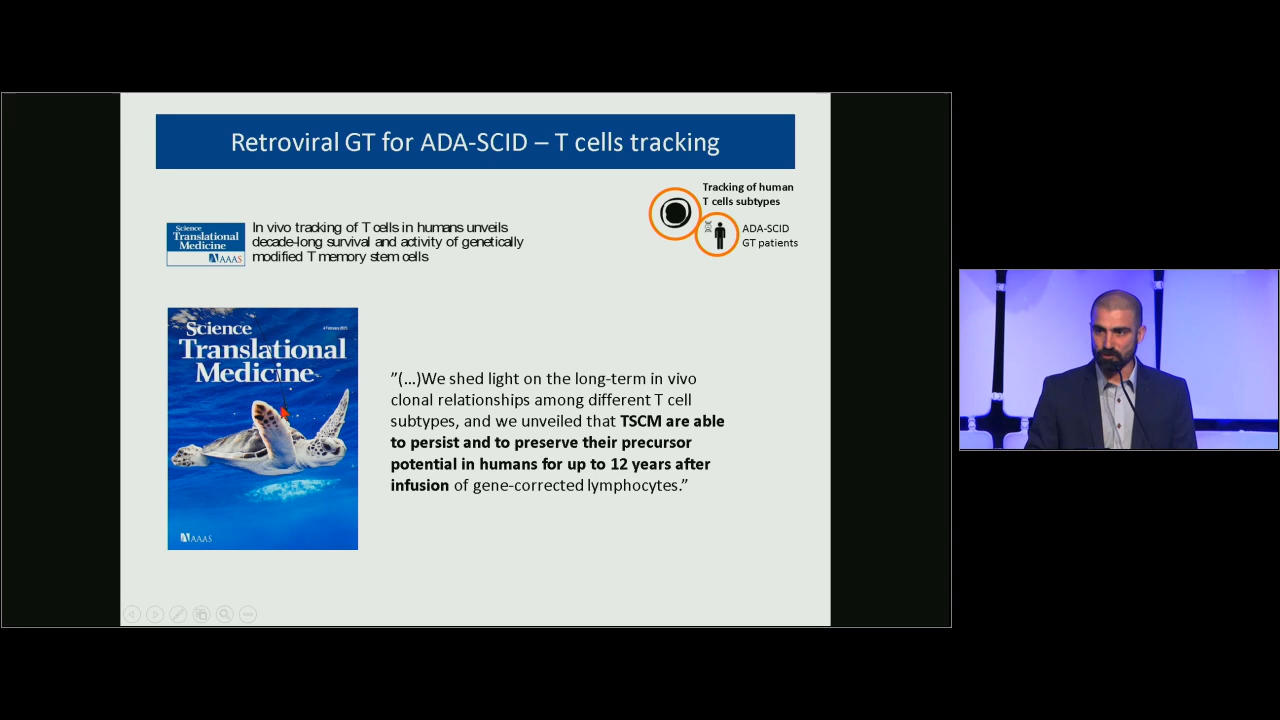 Retroviral GT for ADA-SCID – T cells tracking
Tracking of human
T cells subtypes
ADA-SCID
GT patients
Science
Translational
Medicine
AAAS
In vivo tracking of T cells in humans unveils
decade-long survival and activity of genetically
modified T memory stem cells
Science
Translational
Medicine
AAAS
”(...)We shed light on the long-term in vivo
clonal relationships among different T cell
subtypes, and we unveiled that TSCM are able
to persist and to preserve their precursor
potential in humans for up to 12 years after
infusion of gene-corrected lymphocytes.”